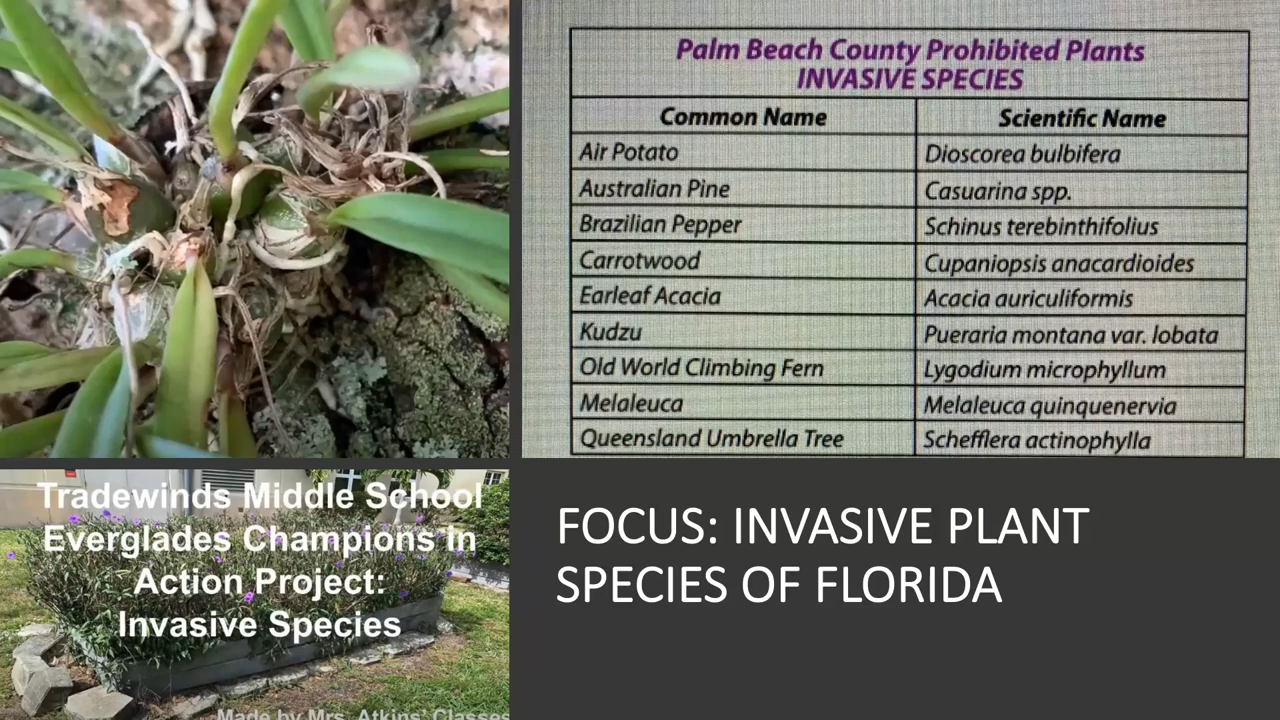 Palm Beach County Prohibited Plants
INVASIVE SPECIES
Common Name Scientific Name
Air Potato Dioscorea bulbifera
Australian Pine Casuarina spp.
Brazilian Pepper Schinus terebinthifolius
Carrotwood Cupaniopsis anacardioides
Earleaf Acacia Acacia auriculiformis
Kudzu Pueraria montana var. lobata
Old World Climbing Fern Lygodium microphyllum
Melaleuca Melaleuca quinquenervia
Queensland Umbrella Tree Schefflera actinophylla
Tradewinds Middle School
Everglades Champions in
Action Project:
Invasive Species
Made by Mrs. Atkins' Classes
FOCUS: INVASIVE PLANT
SPECIES OF FLORIDA